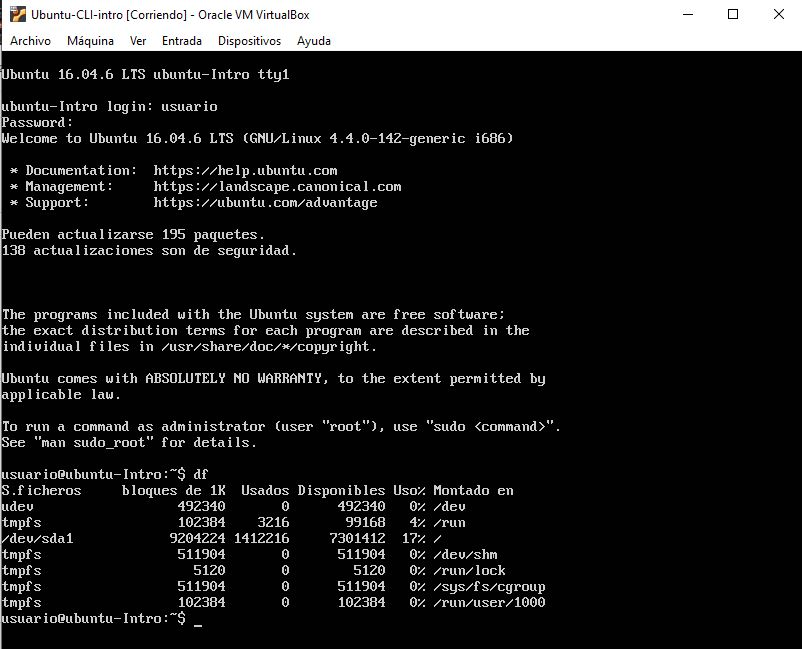 Ubuntu-CLI-intro [Corriendo] - Oracle VM VirtualBox
Archivo Máquina Ver Entrada Dispositivos Ayuda
Ubuntu 16.04.6 LTS ubuntu-Intro tty1
ubuntu-Intro login: usuario
Password:
Welcome to Ubuntu 16.04.6 LTS (GNU/Linux 4.4.0-142-generic i686)
* Documentation:  https://help.ubuntu.com
* Management:     https://landscape.canonical.com
* Support:        https://ubuntu.com/advantage
Pueden actualizarse 195 paquetes.
138 actualizaciones son de seguridad.
The programs included with the Ubuntu system are free software;
the exact distribution terms for each program are described in the
individual files in /usr/share/doc/*/copyright.
Ubuntu comes with ABSOLUTELY NO WARRANTY, to the extent permitted by
applicable law.
To run a command as administrator (user "root"), use "sudo <command>".
See "man sudo_root" for details.
usuario@ubuntu-Intro:~$ df
S.ficheros     bloques de 1K  Usados Disponibles Uso% Montado en
udev                  492340       0      492340   0% /dev
tmpfs                 102384    3216       99168   4% /run
/dev/sda1            9204224 1412216     7301412  17% /
tmpfs                 511904       0      511904   0% /dev/shm
tmpfs                   5120       0        5120   0% /run/lock
tmpfs                 511904       0      511904   0% /sys/fs/cgroup
tmpfs                 102384       0      102384   0% /run/user/1000
usuario@ubuntu-Intro:~$ _